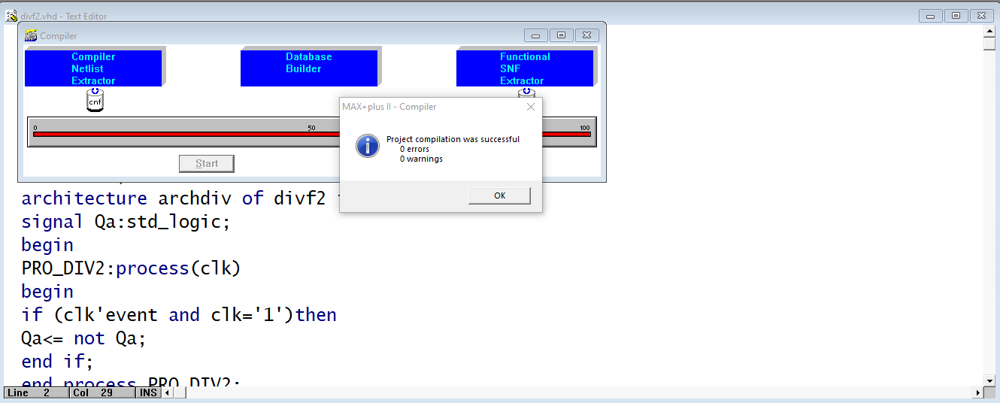 divf2.vhd - Text Editor
Compiler
Compiler
Netlist
Extractor
Database
Builder
Functional
SNF
Extractor
cnf
0
50
100
Start
MAX+plus II - Compiler
Project compilation was successful
0 errors
0 warnings
OK
architecture archdiv of divf2
signal Qa:std_logic;
begin
PRO_DIV2:process(clk)
begin
if (clk'event and clk='1')then
Qa<= not Qa;
end if;
end process PRO_DIV2;
Line 2 Col 29 INS